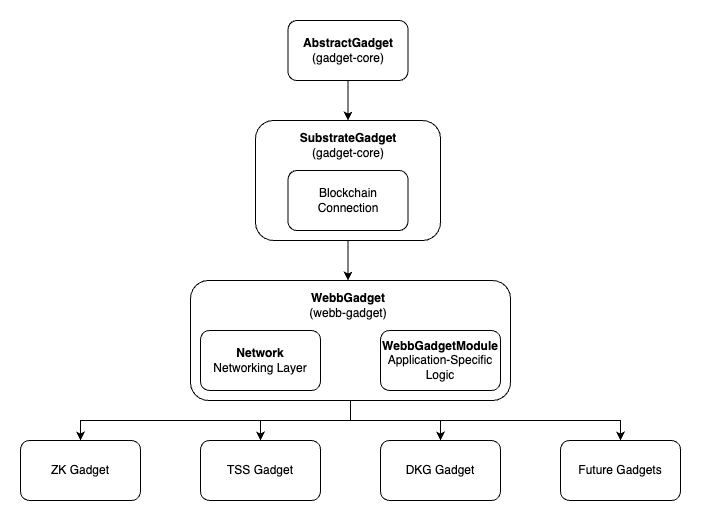 AbstractGadget
(gadget-core)
SubstrateGadget
(gadget-core)
Blockchain
Connection
WebbGadget
(webb-gadget)
Network
Networking Layer
WebbGadgetModule
Application-Specific
Logic
ZK Gadget
TSS Gadget
DKG Gadget
Future Gadgets